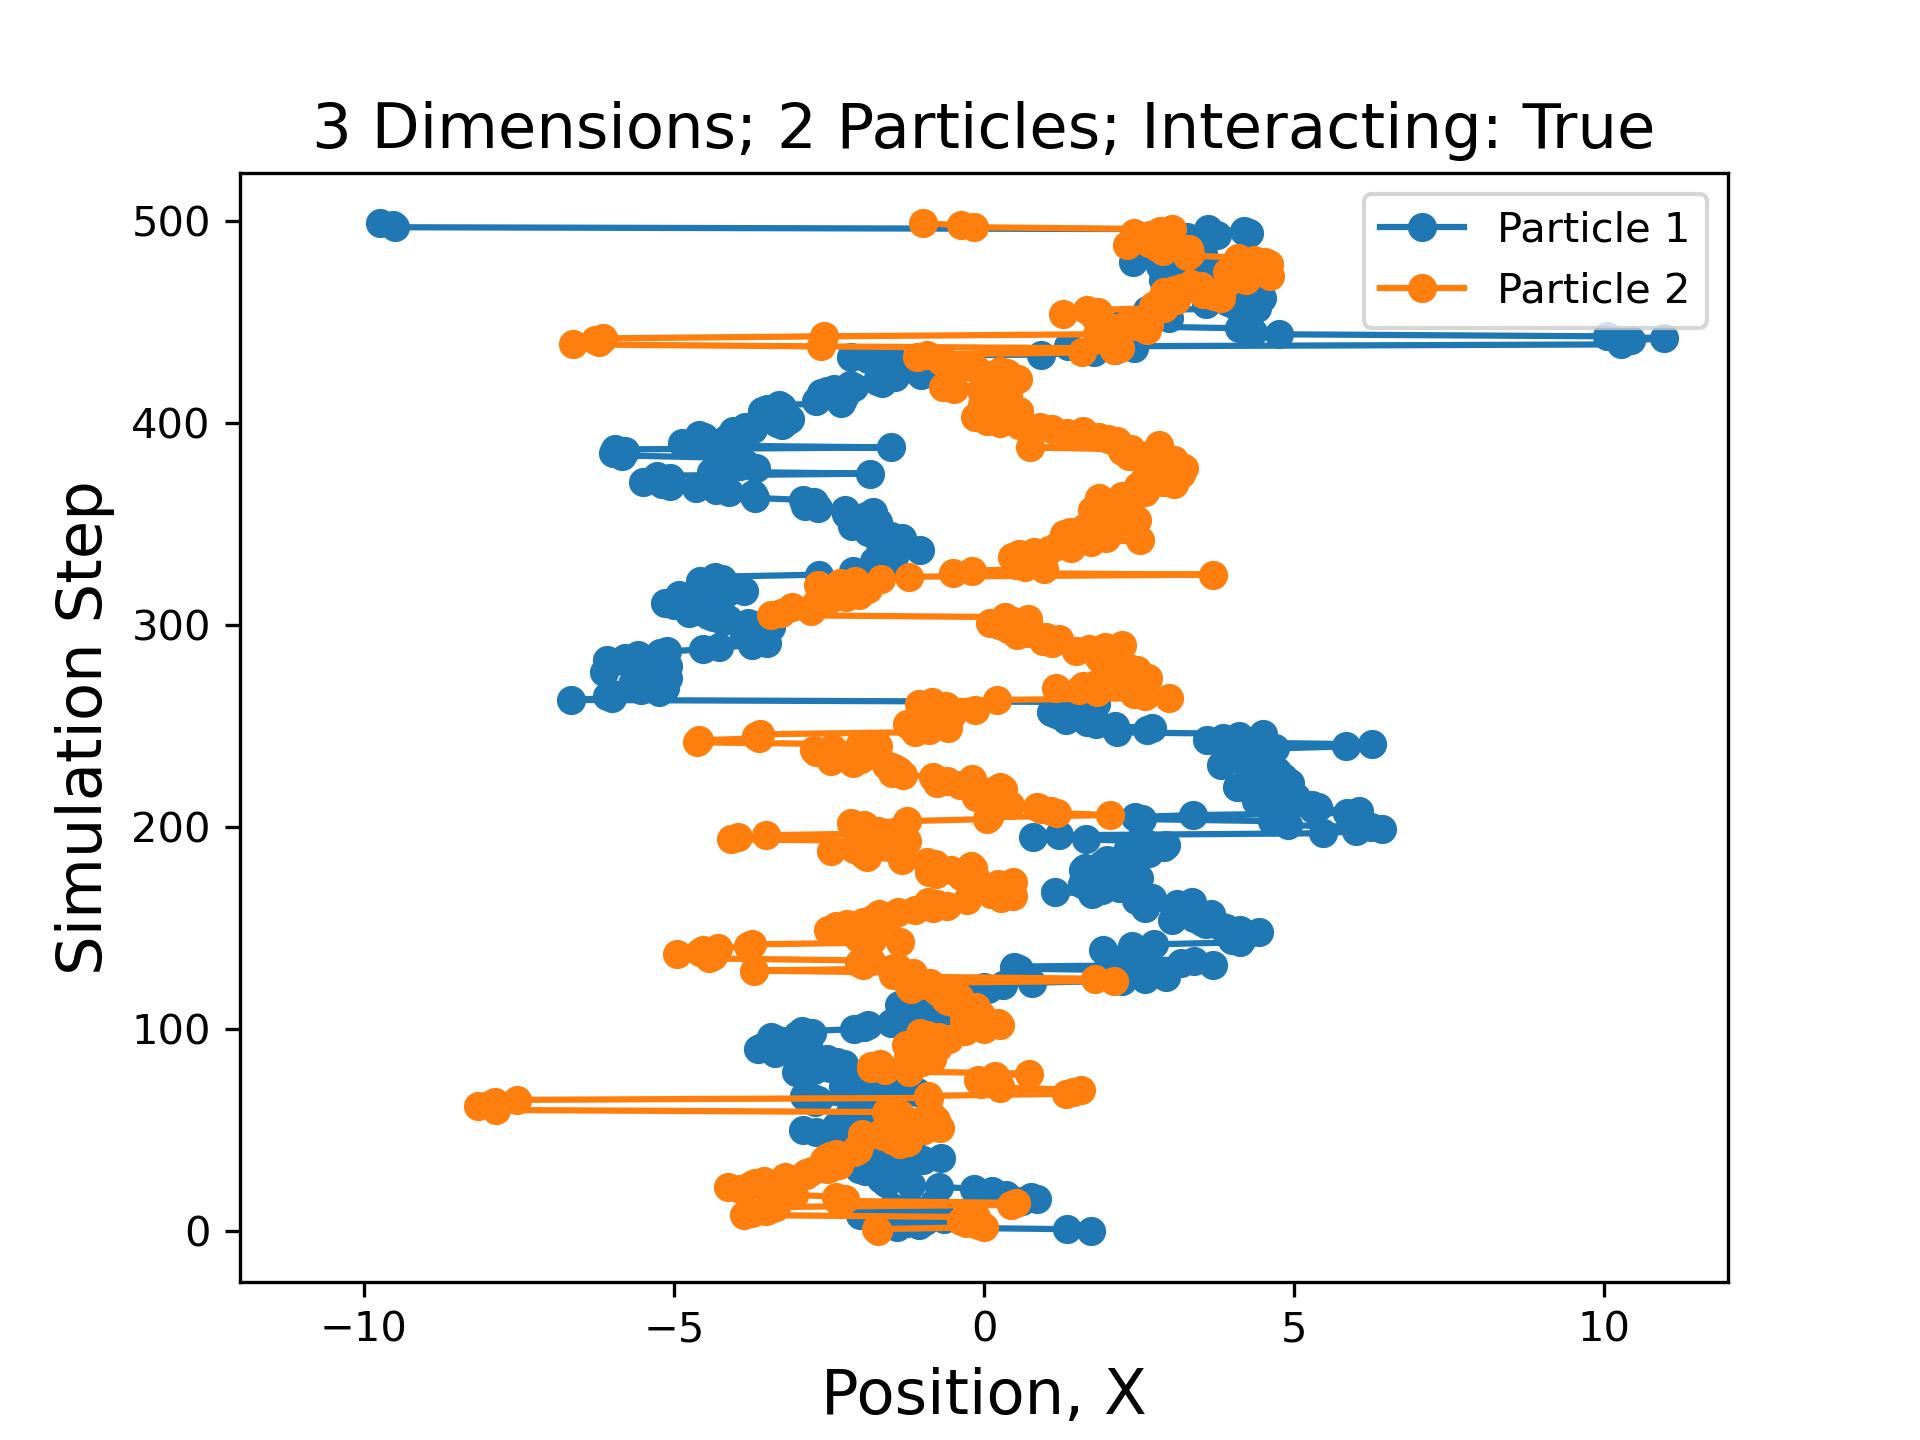 3 Dimensions; 2 Particles; Interacting: True
Particle 1
Particle 2
Simulation Step
500
400
300
200
100
0
−10
−5
0
5
10
Position, X